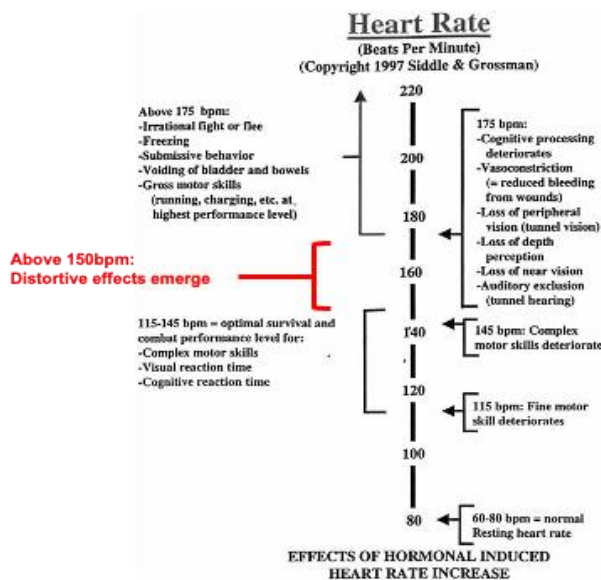 Heart Rate
(Beats Per Minute)
(Copyright 1997 Siddle & Grossman)
220
200
180
160
140
120
100
80
Above 175 bpm:
-Irrational fight or flee
-Freezing
-Submissive behavior
-Voiding of bladder and bowels
-Gross motor skills
(running, charging, etc. at
highest performance level)
Above 150bpm:
Distortive effects emerge
115-145 bpm = optimal survival and
combat performance level for:
-Complex motor skills
-Visual reaction time
-Cognitive reaction time
175 bpm:
-Cognitive processing
deteriorates
-Vasoconstriction
(= reduced bleeding
from wounds)
-Loss of peripheral
vision (tunnel vision)
-Loss of depth
perception
-Loss of near vision
-Auditory exclusion
(tunnel hearing)
145 bpm: Complex
motor skills deteriorate
115 bpm: Fine motor
skill deteriorates
60-80 bpm = normal
Resting heart rate
EFFECTS OF HORMONAL INDUCED
HEART RATE INCREASE